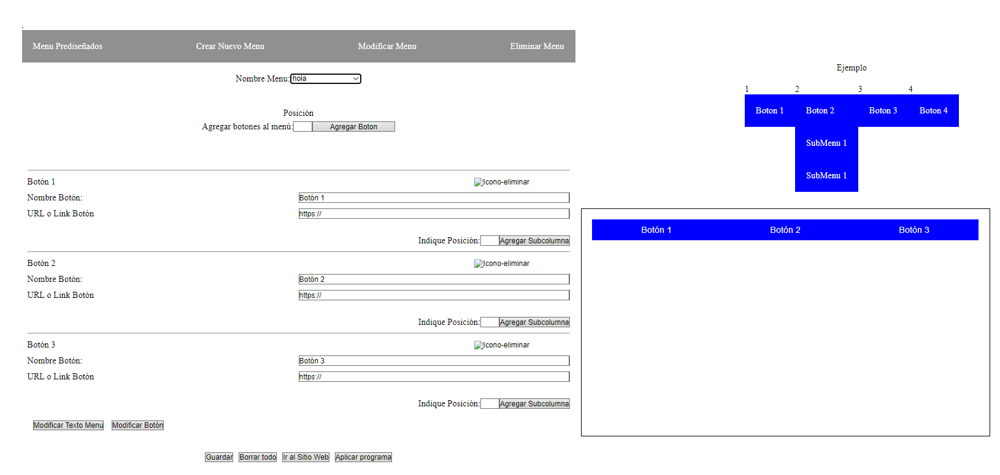 .
Menu Prediseñados Crear Nuevo Menu Modificar Menu Eliminar Menu
Nombre Menu: hola
Posición
Agregar botones al menú: Agregar Boton
Botón 1 Icono-eliminar
Nombre Botón: Botón 1
URL o Link Botón https://
Indique Posición: Agregar Subcolumna
Botón 2 Icono-eliminar
Nombre Botón: Botón 2
URL o Link Botón https://
Indique Posición: Agregar Subcolumna
Botón 3 Icono-eliminar
Nombre Botón: Botón 3
URL o Link Botón https://
Indique Posición: Agregar Subcolumna
Modificar Texto Menu Modificar Botón
Guardar Borrar todo Ir al Sitio Web Aplicar programa
Ejemplo
1 2 3 4
Boton 1 Boton 2 Boton 3 Boton 4
SubMenu 1
SubMenu 1
Botón 1 Botón 2 Botón 3